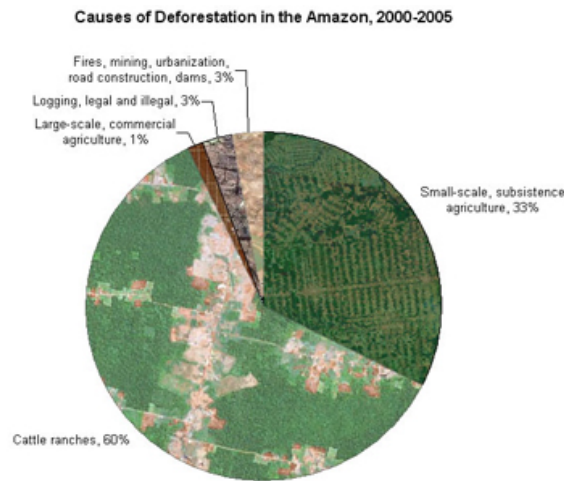 Causes of Deforestation in the Amazon, 2000-2005
Fires, mining, urbanization,
road construction, dams, 3%
Logging, legal and illegal, 3%
Large-scale, commercial
agriculture, 1%
Small-scale, subsistence
agriculture, 33%
Cattle ranches, 60%